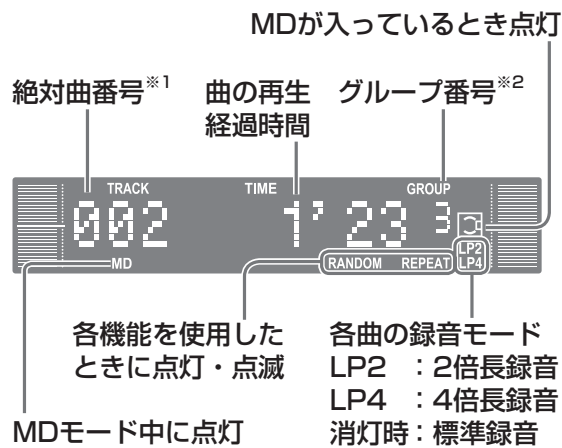 MDが入っているとき点灯
絶対曲番号※1
曲の再生
経過時間
グループ番号※2
TRACK TIME GROUP
002 1'23 3
LP2
MD RANDOM REPEAT LP4
各機能を使用した
ときに点灯・点滅
MDモード中に点灯
各曲の録音モード
LP2 :2倍長録音
LP4 :4倍長録音
消灯時:標準録音